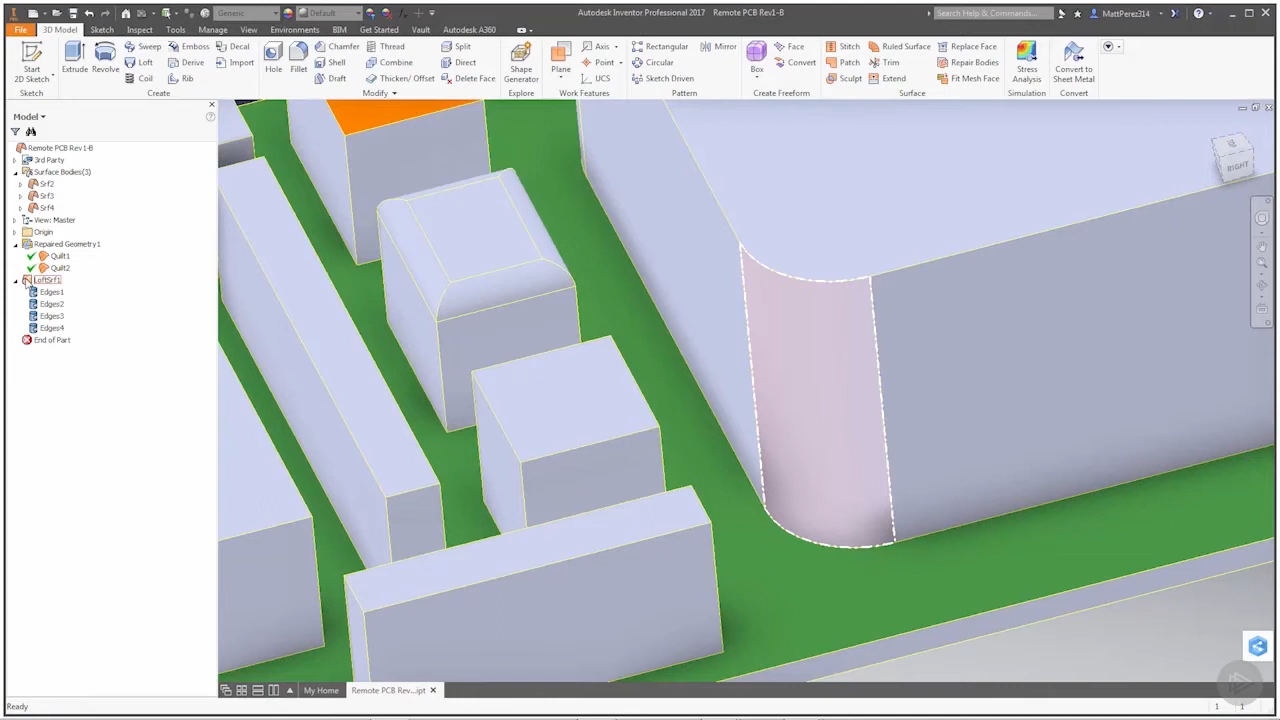 Generic
Default
Autodesk Inventor Professional 2017 Remote PCB Rev1-B
Search Help & Commands...
MattPerez314
File 3D Model Sketch Inspect Tools Manage View Environments BIM Get Started Vault Autodesk A360
Start
2D Sketch
Sketch
Extrude
Revolve
Sweep
Loft
Coil
Emboss
Derive
Rib
Decal
Import
Create
Hole
Fillet
Chamfer
Shell
Draft
Thread
Combine
Thicken/ Offset
Split
Direct
Delete Face
Modify
Shape
Generator
Explore
Plane
Axis
Point
UCS
Work Features
Rectangular
Circular
Sketch Driven
Mirror
Pattern
Box
Face
Convert
Create Freeform
Stitch
Patch
Sculpt
Ruled Surface
Trim
Extend
Replace Face
Repair Bodies
Fit Mesh Face
Surface
Stress
Analysis
Simulation
Convert to
Sheet Metal
Convert
Model
Remote PCB Rev1-B
3rd Party
Surface Bodies(3)
Srf2
Srf3
Srf4
View: Master
Origin
Repaired Geometry1
Quilt1
Quilt2
LoftSrf1
Edges1
Edges2
Edges3
Edges4
End of Part
RIGHT
My Home
Remote PCB Rev...ipt
Ready
1 1